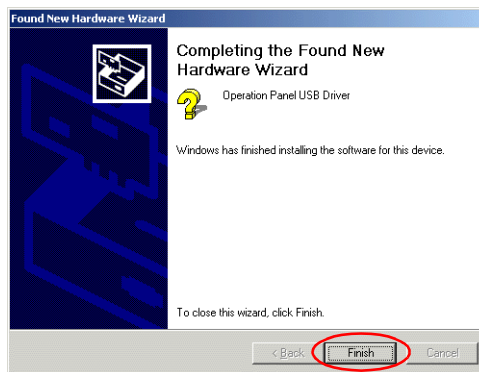 Found New Hardware Wizard
Completing the Found New
Hardware Wizard
Operation Panel USB Driver
Windows has finished installing the software for this device.
To close this wizard, click Finish.
< Back
Finish
Cancel